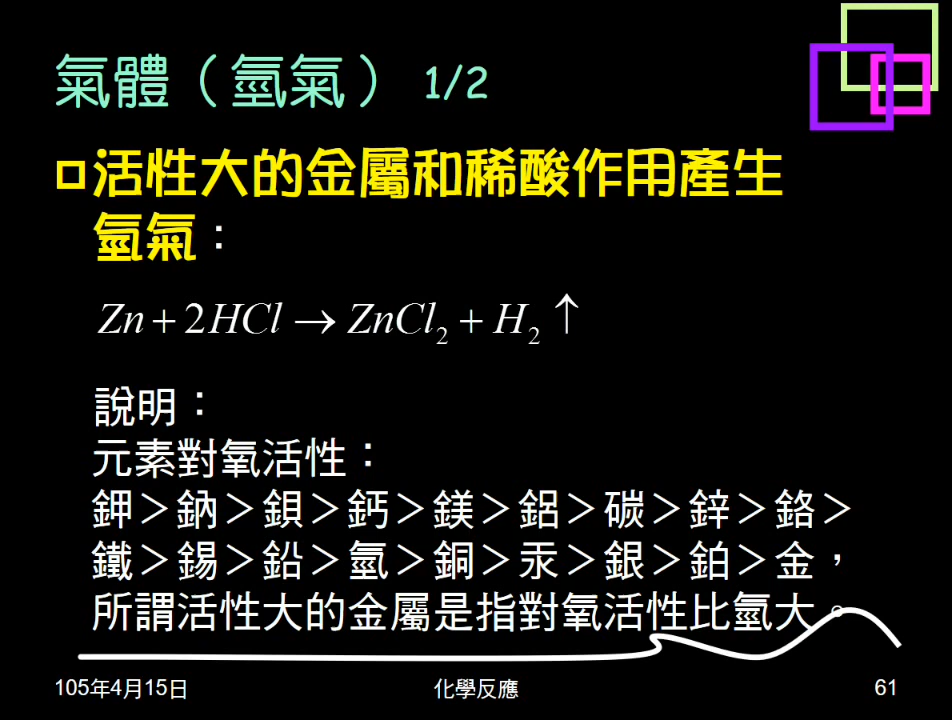 氣體（氫氣） 1/2
活性大的金屬和稀酸作用產生
氫氣：
Zn + 2HCl → ZnCl₂ + H₂ ↑
說明：
元素對氧活性：
鉀＞鈉＞鋇＞鈣＞鎂＞鋁＞碳＞鋅＞鉻＞
鐵＞錫＞鉛＞氫＞銅＞汞＞銀＞鉑＞金，
所謂活性大的金屬是指對氧活性比氫大。
105年4月15日
化學反應
61